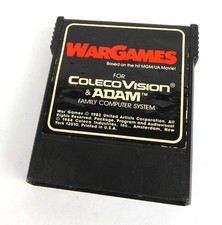 WARGAMES
Based on the hit MGM/UA Movie!
FOR
COLECOVISION®
& ADAM™
FAMILY COMPUTER SYSTEM
War Games © 1983 United Artists Corporation. All
Rights Reserved. Package, Program and Audiovisual
© 1984 Coleco Industries, Inc., Amsterdam, New
York 12010. Printed in U.S.A.